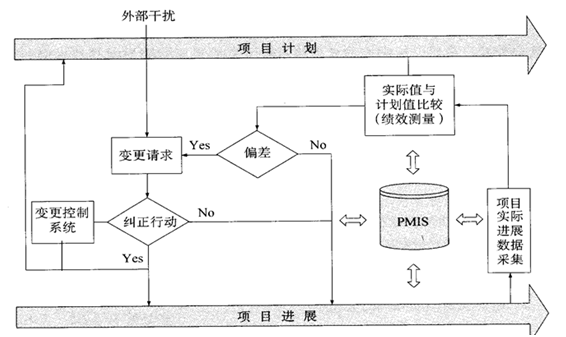 外部干扰
项目计划
实际值与
计划值比较
（绩效测量）
变更请求
Yes
偏差
No
变更控制
系统
纠正行动
No
Yes
PMIS
项目
实际
进展
数据
采集
项目进展